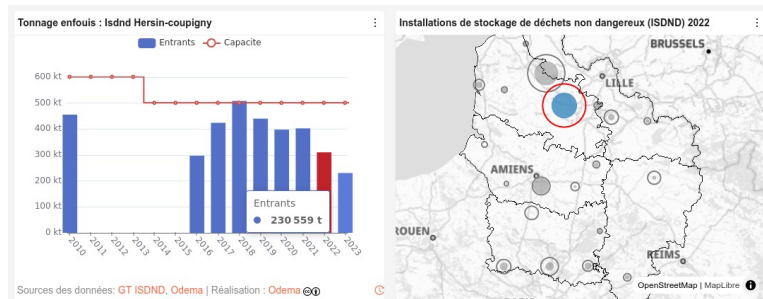 Tonnage enfouis : Isdnd Hersin-coupigny
Entrants
Capacite
600 kt
500 kt
400 kt
300 kt
200 kt
100 kt
0 kt
2010
2011
2012
2013
2014
2015
2016
2017
2018
2019
2020
2021
2022
2023
Entrants
230 559 t
Sources des données: GT ISDND, Odema | Réalisation : Odema
Installations de stockage de déchets non dangereux (ISDND) 2022
BRUSSELS
LILLE
AMIENS
ROUEN
REIMS
OpenStreetMap | MapLibre